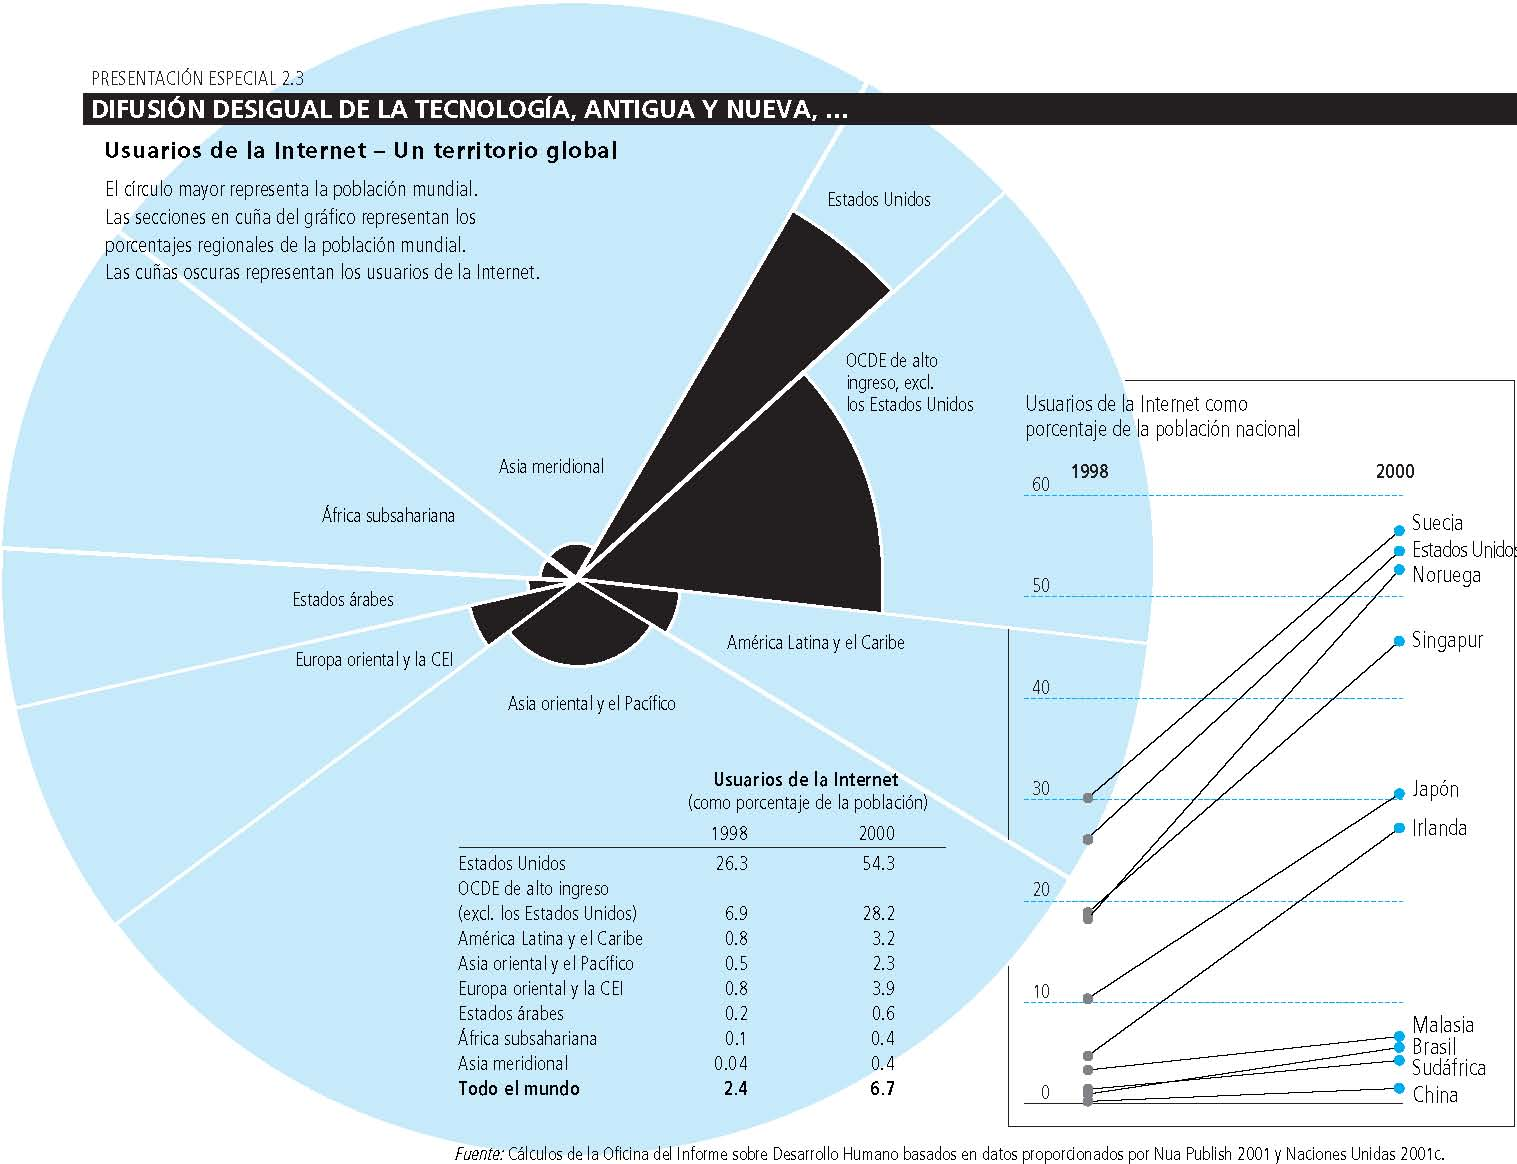 PRESENTACIÓN ESPECIAL 2.3
DIFUSIÓN DESIGUAL DE LA TECNOLOGÍA, ANTIGUA Y NUEVA, ...
Usuarios de la Internet – Un territorio global
El círculo mayor representa la población mundial.
Las secciones en cuña del gráfico representan los
porcentajes regionales de la población mundial.
Las cuñas oscuras representan los usuarios de la Internet.
Estados Unidos
OCDE de alto
ingreso, excl.
los Estados Unidos
Asia meridional
África subsahariana
Estados árabes
Europa oriental y la CEI
Asia oriental y el Pacífico
América Latina y el Caribe
Usuarios de la Internet
(como porcentaje de la población)
1998 2000
Estados Unidos 26.3 54.3
OCDE de alto ingreso
(excl. los Estados Unidos) 6.9 28.2
América Latina y el Caribe 0.8 3.2
Asia oriental y el Pacífico 0.5 2.3
Europa oriental y la CEI 0.8 3.9
Estados árabes 0.2 0.6
África subsahariana 0.1 0.4
Asia meridional 0.04 0.4
Todo el mundo 2.4 6.7
Usuarios de la Internet como
porcentaje de la población nacional
1998 2000
60
50
40
30
20
10
0
Suecia
Estados Unidos
Noruega
Singapur
Japón
Irlanda
Malasia
Brasil
Sudáfrica
China
Fuente: Cálculos de la Oficina del Informe sobre Desarrollo Humano basados en datos proporcionados por Nua Publish 2001 y Naciones Unidas 2001c.